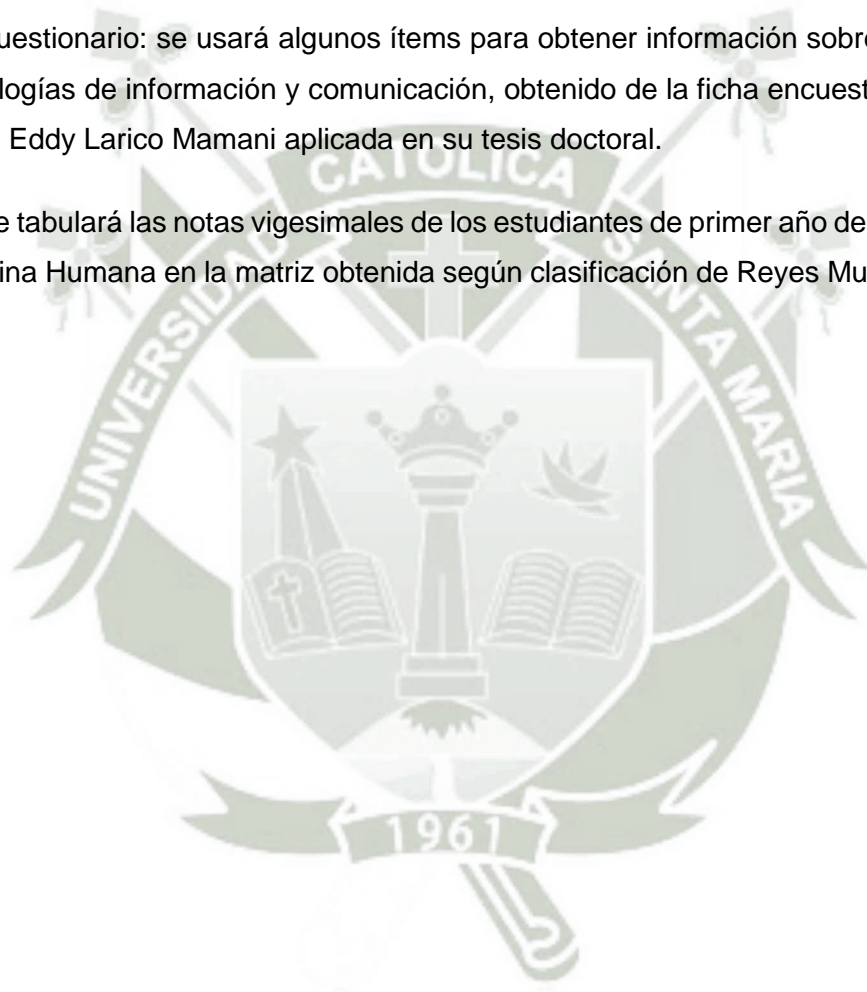 uestionario: se usará algunos ítems para obtener información sobre
logías de información y comunicación, obtenido de la ficha encuest
Eddy Larico Mamani aplicada en su tesis doctoral.
e tabulará las notas vigesimales de los estudiantes de primer año de
ina Humana en la matriz obtenida según clasificación de Reyes Mu
UNIVERSIDAD CATOLICA SANTA MARIA
1961